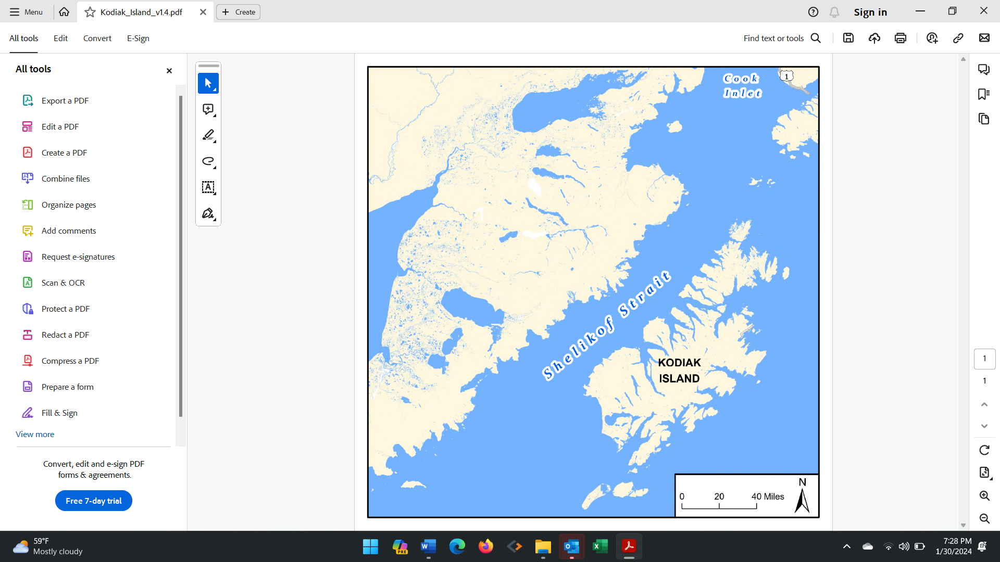 Menu
Kodiak_Island_v1.4.pdf
Create
Sign in
All tools
Edit
Convert
E-Sign
Find text or tools
All tools
Export a PDF
Edit a PDF
Create a PDF
Combine files
Organize pages
Add comments
Request e-signatures
Scan & OCR
Protect a PDF
Redact a PDF
Compress a PDF
Prepare a form
Fill & Sign
View more
Convert, edit and e-sign PDF
forms & agreements.
Free 7-day trial
Cook
Inlet
1
Shelikof Strait
KODIAK
ISLAND
N
0 20 40 Miles
1
1
59°F
Mostly cloudy
PRE
7:28 PM
1/30/2024